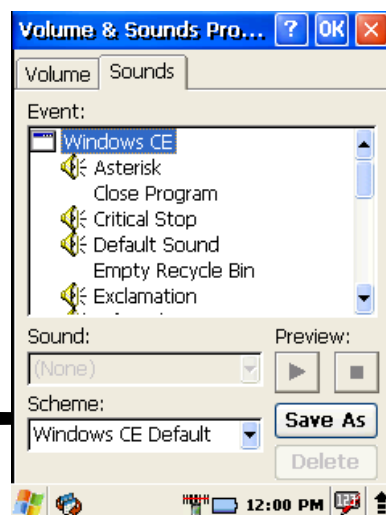 Volume & Sounds Pro... ? OK ×
Volume Sounds
Event:
Windows CE
Asterisk
Close Program
Critical Stop
Default Sound
Empty Recycle Bin
Exclamation
Sound: Preview:
(None)
Scheme:
Windows CE Default
Save As
Delete
12:00 PM 123